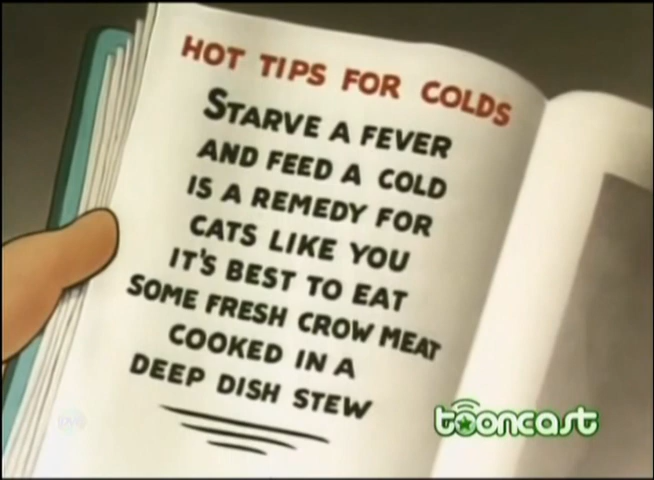 HOT TIPS FOR COLDS
STARVE A FEVER
AND FEED A COLD
IS A REMEDY FOR
CATS LIKE YOU
IT'S BEST TO EAT
SOME FRESH CROW MEAT
COOKED IN A
DEEP DISH STEW
tooncast